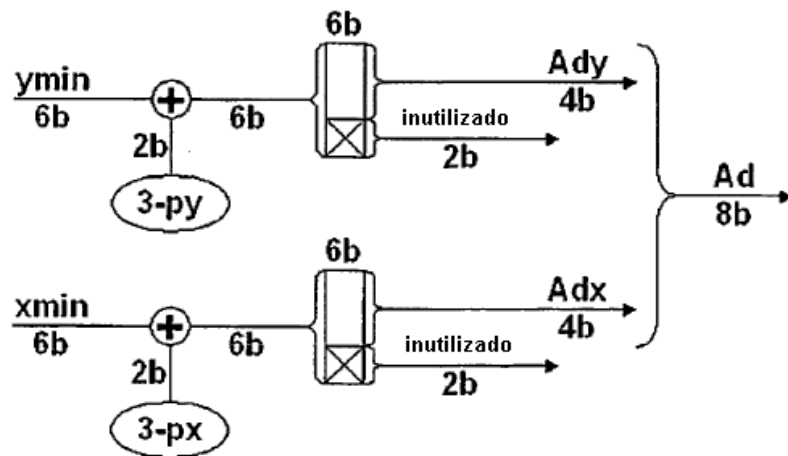 6b
ymin
+
Ady
6b
6b
4b
inutilizado
2b
2b
3-py
Ad
8b
6b
xmin
+
Adx
6b
6b
4b
inutilizado
2b
2b
3-px